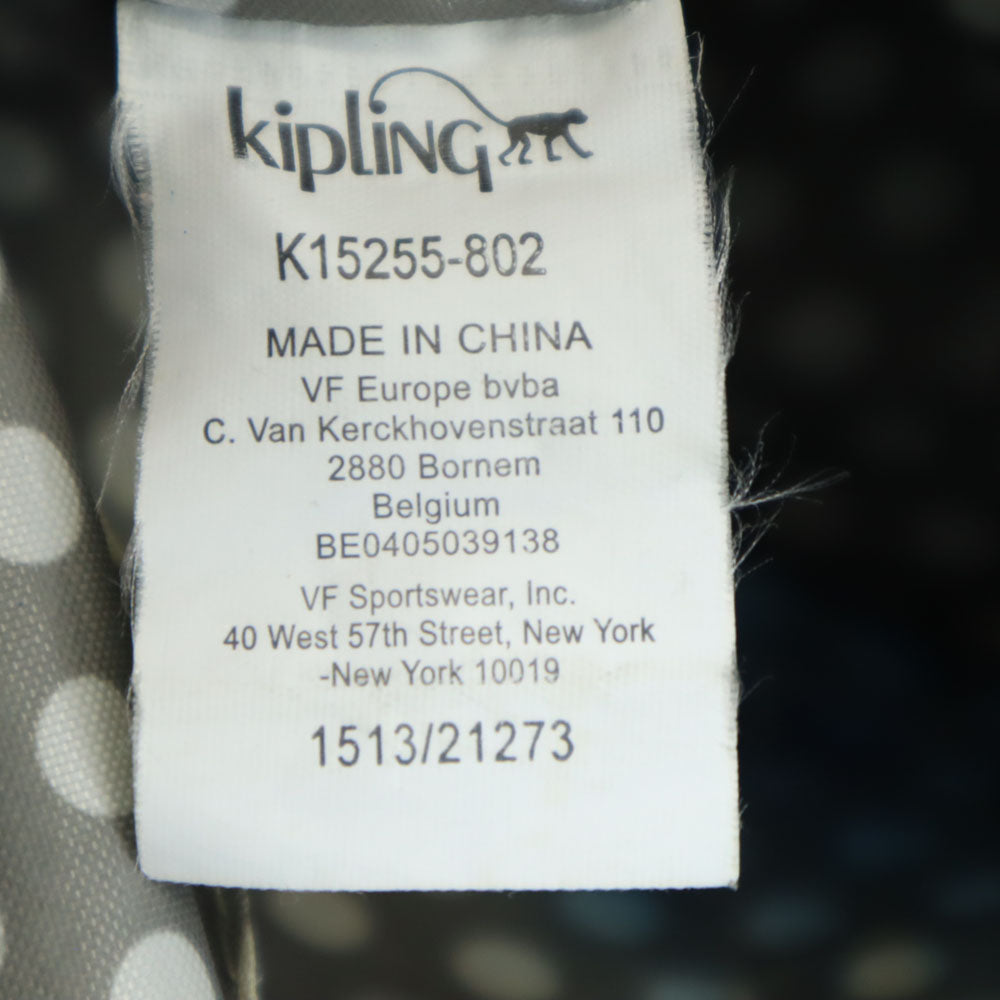 kipling
K15255-802
MADE IN CHINA
VF Europe bvba
C. Van Kerckhovenstraat 110
2880 Bornem
Belgium
BE0405039138
VF Sportswear, Inc.
40 West 57th Street, New York
-New York 10019
1513/21273